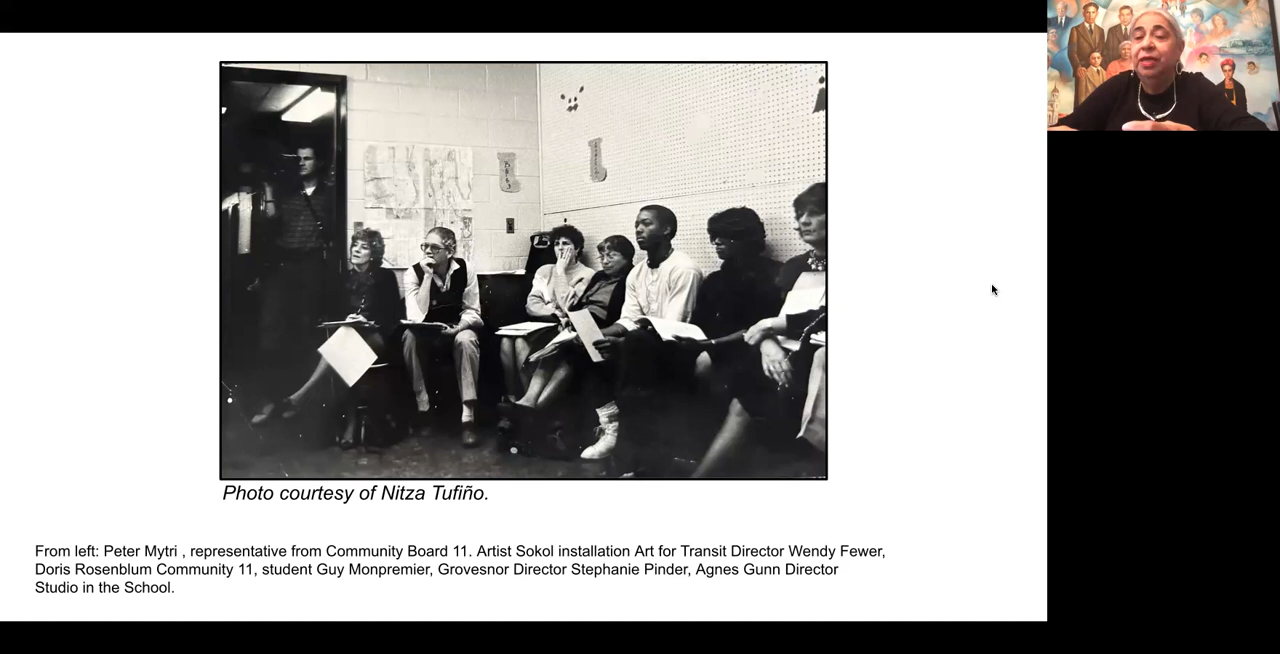 Photo courtesy of Nitza Tufiño.
From left: Peter Mytri , representative from Community Board 11. Artist Sokol installation Art for Transit Director Wendy Fewer,
Doris Rosenblum Community 11, student Guy Monpremier, Grovesnor Director Stephanie Pinder, Agnes Gunn Director
Studio in the School.